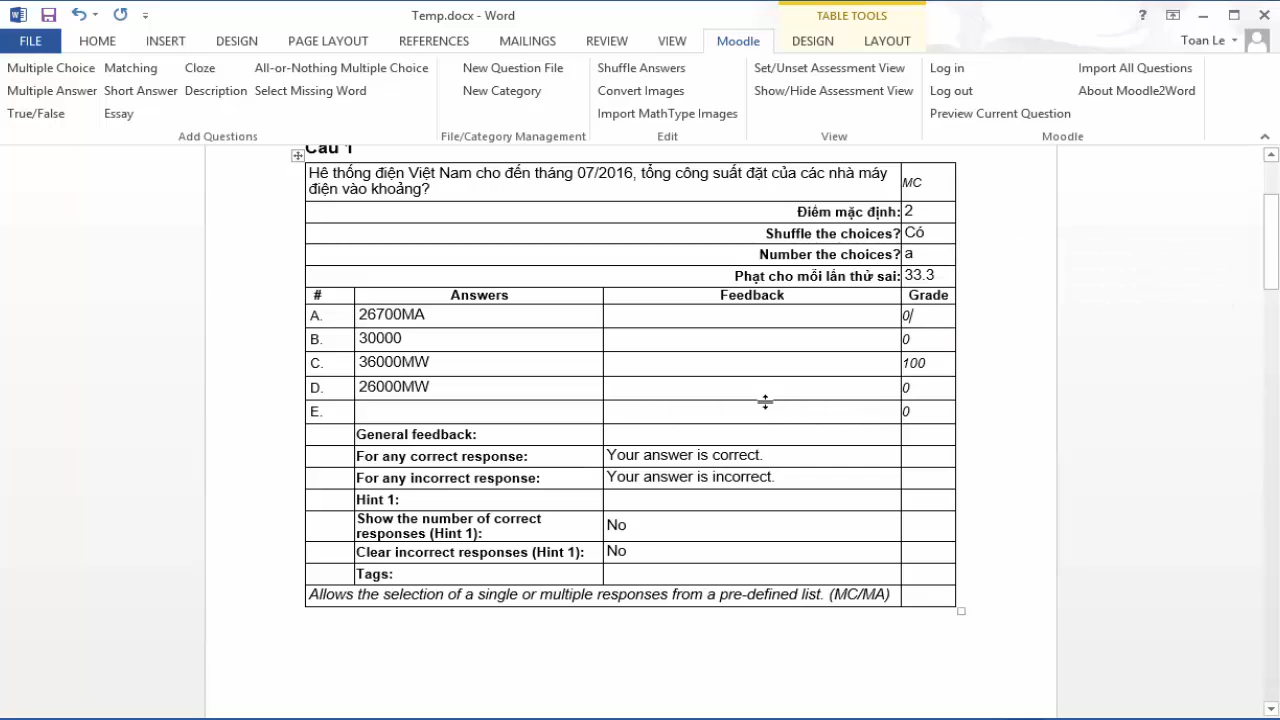 Temp.docx - Word
TABLE TOOLS
?
FILE HOME INSERT DESIGN PAGE LAYOUT REFERENCES MAILINGS REVIEW VIEW Moodle DESIGN LAYOUT Toan Le
Multiple Choice Matching Cloze All-or-Nothing Multiple Choice New Question File Shuffle Answers Set/Unset Assessment View Log in Import All Questions
Multiple Answer Short Answer Description Select Missing Word New Category Convert Images Show/Hide Assessment View Log out About Moodle2Word
True/False Essay Import MathType Images Preview Current Question
Add Questions File/Category Management Edit View Moodle
Câu 1
Hê thống điện Việt Nam cho đến tháng 07/2016, tổng công suất đặt của các nhà máy
điện vào khoảng? MC
Điểm mặc định: 2
Shuffle the choices? Có
Number the choices? a
Phạt cho mỗi lần thử sai: 33.3
# Answers Feedback Grade
A. 26700MA 0
B. 30000 0
C. 36000MW 100
D. 26000MW 0
E. 0
General feedback:
For any correct response: Your answer is correct.
For any incorrect response: Your answer is incorrect.
Hint 1:
Show the number of correct
responses (Hint 1): No
Clear incorrect responses (Hint 1): No
Tags:
Allows the selection of a single or multiple responses from a pre-defined list. (MC/MA)